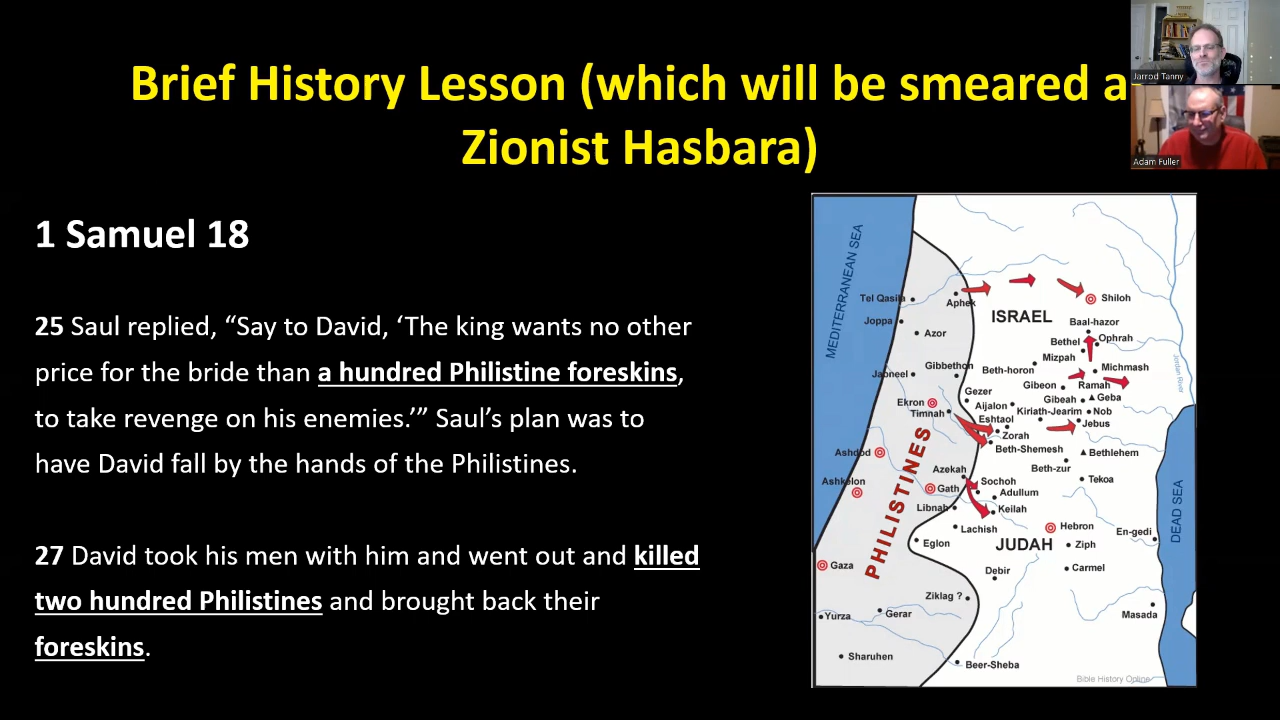 Brief History Lesson (which will be smeared a
Zionist Hasbara)
Jarrod Tanny
Adam Fuller
1 Samuel 18
25 Saul replied, “Say to David, ‘The king wants no other
price for the bride than a hundred Philistine foreskins,
to take revenge on his enemies.’” Saul’s plan was to
have David fall by the hands of the Philistines.
27 David took his men with him and went out and killed
two hundred Philistines and brought back their
foreskins.
MEDITERRANEAN SEA
Tel Qasila
Aphek
Shiloh
Joppa
ISRAEL
Azor
Baal-hazor
Bethel
Ophrah
Mizpah
Jordan River
Jabneel
Gibbethon
Beth-horon
Michmash
Gibeon
Ramah
Gezer
Gibeah
Geba
Ekron
Aijalon
Timnah
Kiriath-Jearim
Nob
Eshtaol
Jebus
Zorah
Beth-Shemesh
Ashdod
Bethlehem
Azekah
Beth-zur
Ashkelon
Sochoh
Tekoa
Gath
Adullum
Libnah
Keilah
PHILISTINES
Lachish
Hebron
En-gedi
DEAD SEA
Eglon
JUDAH
Ziph
Gaza
Debir
Carmel
Ziklag ?
Yurza
Gerar
Masada
Sharuhen
Beer-Sheba
Bible History Online